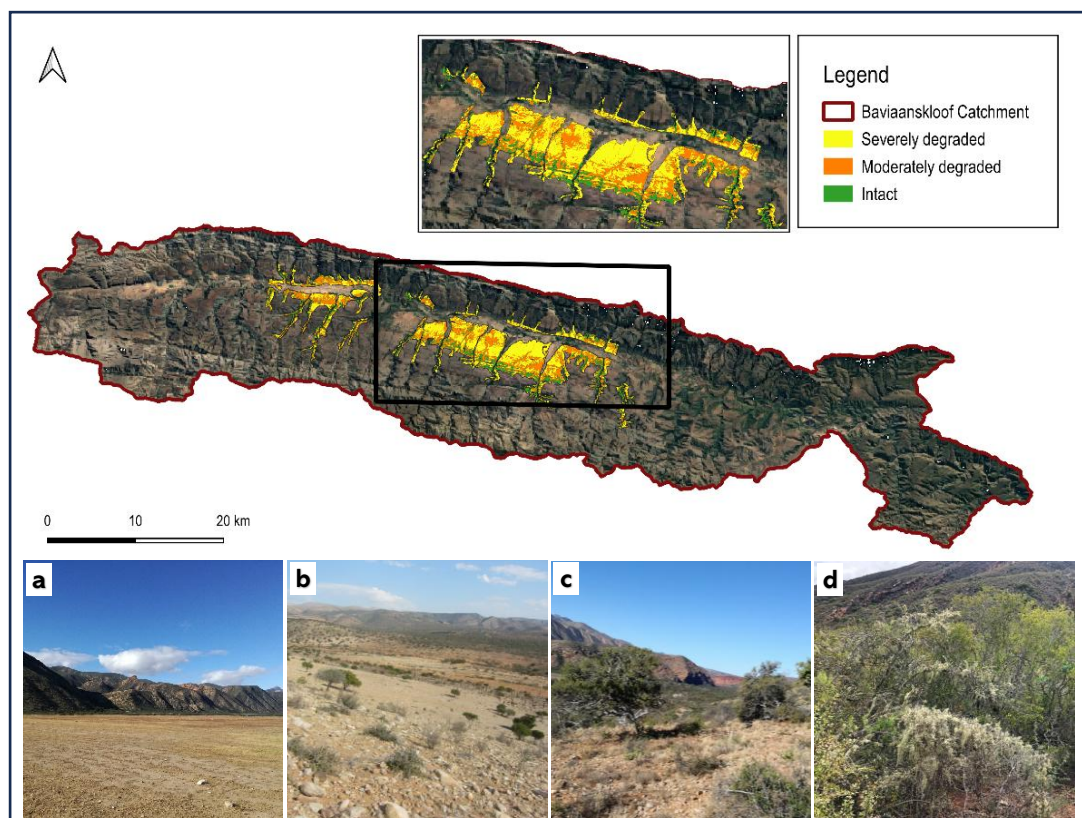 Legend
Baviaanskloof Catchment
Severely degraded
Moderately degraded
Intact
0 10 20 km
a b c d